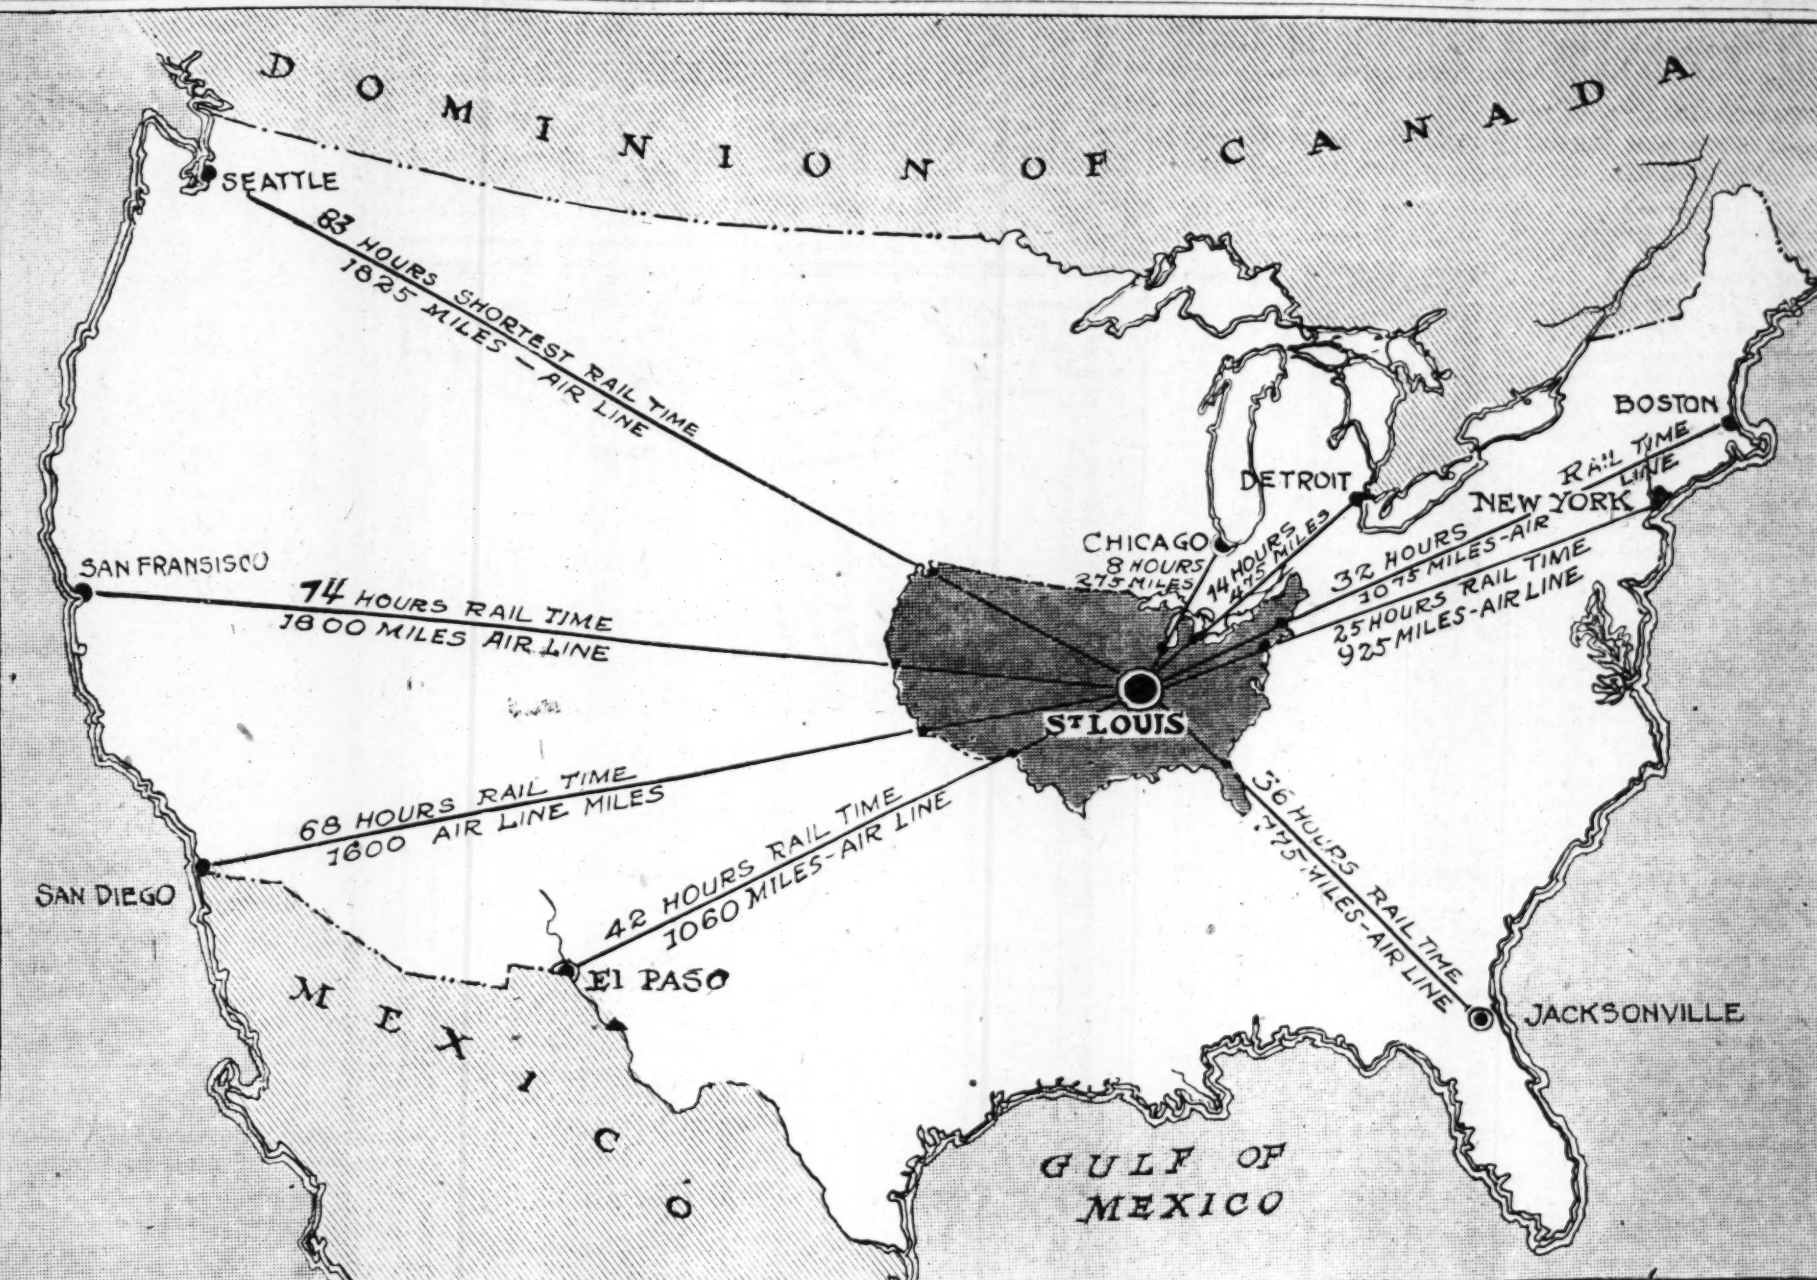 DOMINION OF CANADA
SEATTLE
83 HOURS SHORTEST RAIL TIME
1825 MILES - AIR LINE
BOSTON
RAIL TIME
LINE
DETROIT
NEW YORK
CHICAGO
8 HOURS
275 MILES
14 HOURS
475 MILES
32 HOURS
1075 MILES-AIR
25 HOURS RAIL TIME
925 MILES-AIR LINE
SAN FRANSISCO
74 HOURS RAIL TIME
1800 MILES AIR LINE
ST LOUIS
68 HOURS RAIL TIME
1600 AIR LINE MILES
SAN DIEGO
42 HOURS RAIL TIME
1060 MILES-AIR LINE
36 HOURS RAIL TIME
775 MILES-AIR LINE
El PASO
MEXICO
JACKSONVILLE
GULF OF
MEXICO